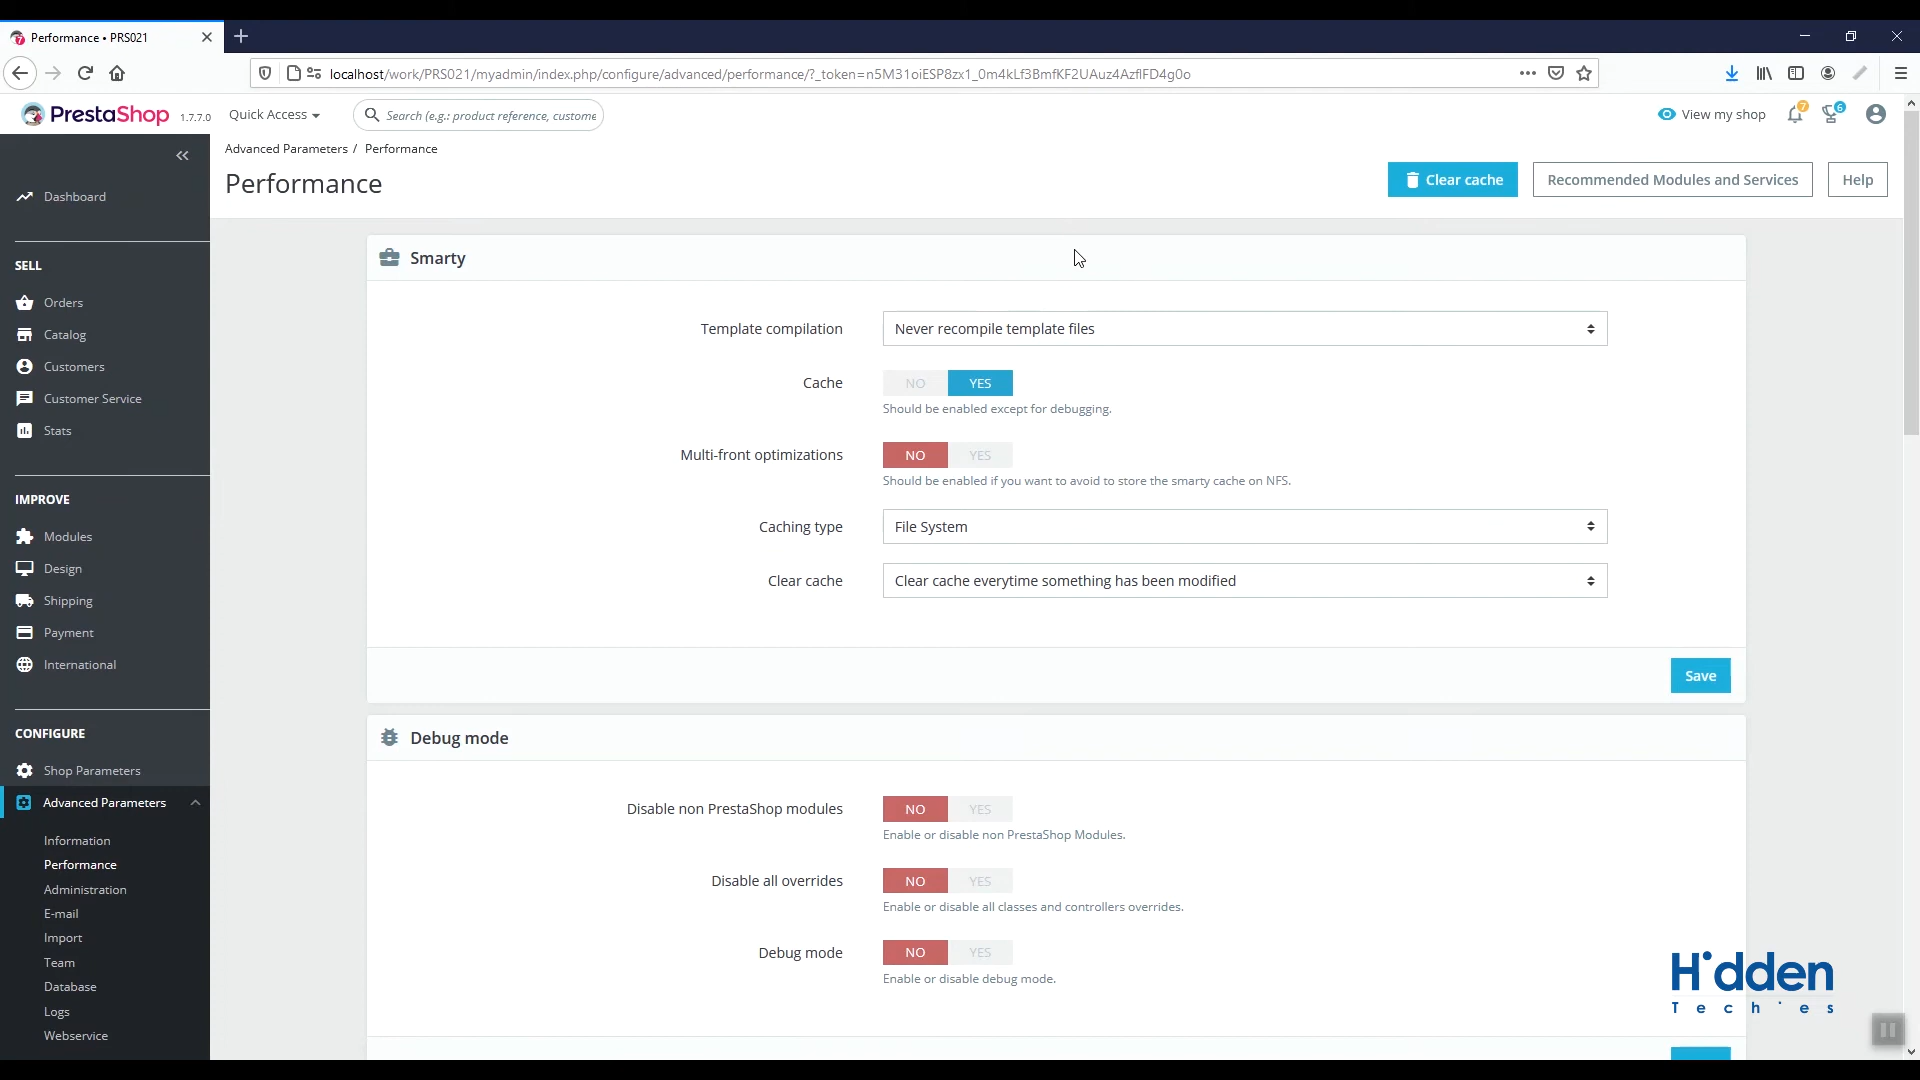 Performance • PRS021
localhost/work/PRS021/myadmin/index.php/configure/advanced/performance/?_token=n5M31oiESP8zx1_0m4kLf3BmfKF2UAuz4AzflFD4g0o
PrestaShop 1.7.7.0
Quick Access
Search (e.g.: product reference, custome
View my shop
7
6
Advanced Parameters / Performance
Performance
Clear cache
Recommended Modules and Services
Help
Dashboard
SELL
Orders
Catalog
Customers
Customer Service
Stats
IMPROVE
Modules
Design
Shipping
Payment
International
CONFIGURE
Shop Parameters
Advanced Parameters
Information
Performance
Administration
E-mail
Import
Team
Database
Logs
Webservice
Smarty
Template compilation
Never recompile template files
Cache
NO YES
Should be enabled except for debugging.
Multi-front optimizations
NO YES
Should be enabled if you want to avoid to store the smarty cache on NFS.
Caching type
File System
Clear cache
Clear cache everytime something has been modified
Save
Debug mode
Disable non PrestaShop modules
NO YES
Enable or disable non PrestaShop Modules.
Disable all overrides
NO YES
Enable or disable all classes and controllers overrides.
Debug mode
NO YES
Enable or disable debug mode.
Hidden
Techies